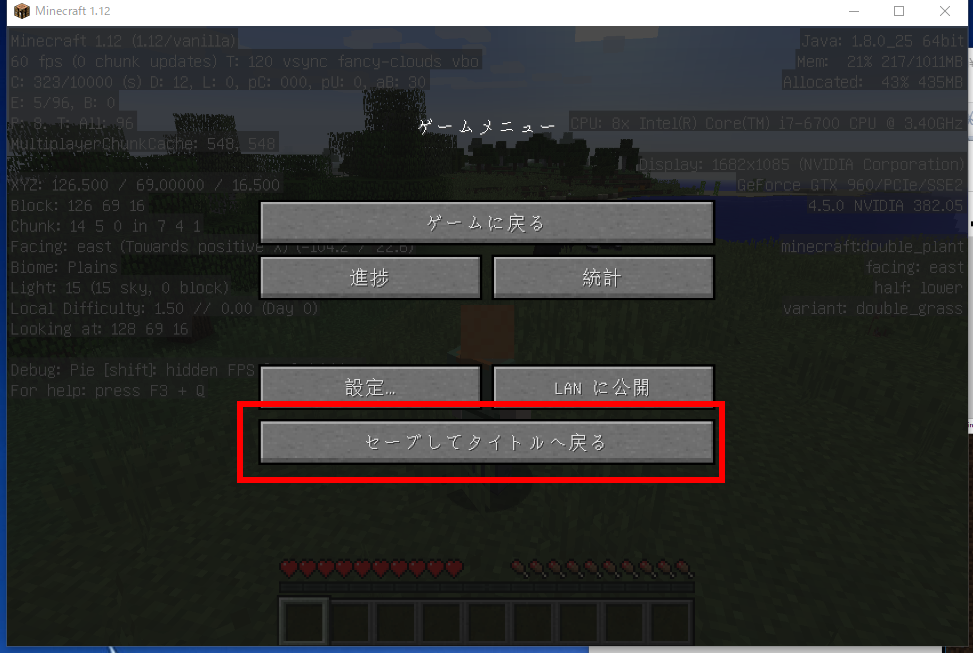 Minecraft 1.12
Minecraft 1.12 (1.12/vanilla)
60 fps (0 chunk updates) T: 120 vsync fancy-clouds vbo
C: 323/10000 (s) D: 12, L: 0, pC: 000, pU: 0, aB: 30
E: 5/96, B: 0
P: 8, T: All: 96
MultiplayerChunkCache: 548, 548
XYZ: 126.500 / 69.00000 / 16.500
Block: 126 69 16
Chunk: 14 5 0 in 7 4 1
Facing: east (Towards positive X) (-104.2 / 22.6)
Biome: Plains
Light: 15 (15 sky, 0 block)
Local Difficulty: 1.50 // 0.00 (Day 0)
Looking at: 128 69 16
Debug: Pie [shift]: hidden FPS
For help: press F3 + Q
Java: 1.8.0_25 64bit
Mem: 21% 217/1011MB
Allocated: 43% 435MB
CPU: 8x Intel(R) Core(TM) i7-6700 CPU @ 3.40GHz
Display: 1682x1085 (NVIDIA Corporation)
GeForce GTX 960/PCIe/SSE2
4.5.0 NVIDIA 382.05
minecraft:double_plant
facing: east
half: lower
variant: double_grass
ゲームメニュー
ゲームに戻る
進捗
統計
設定...
LAN に公開
セーブしてタイトルへ戻る